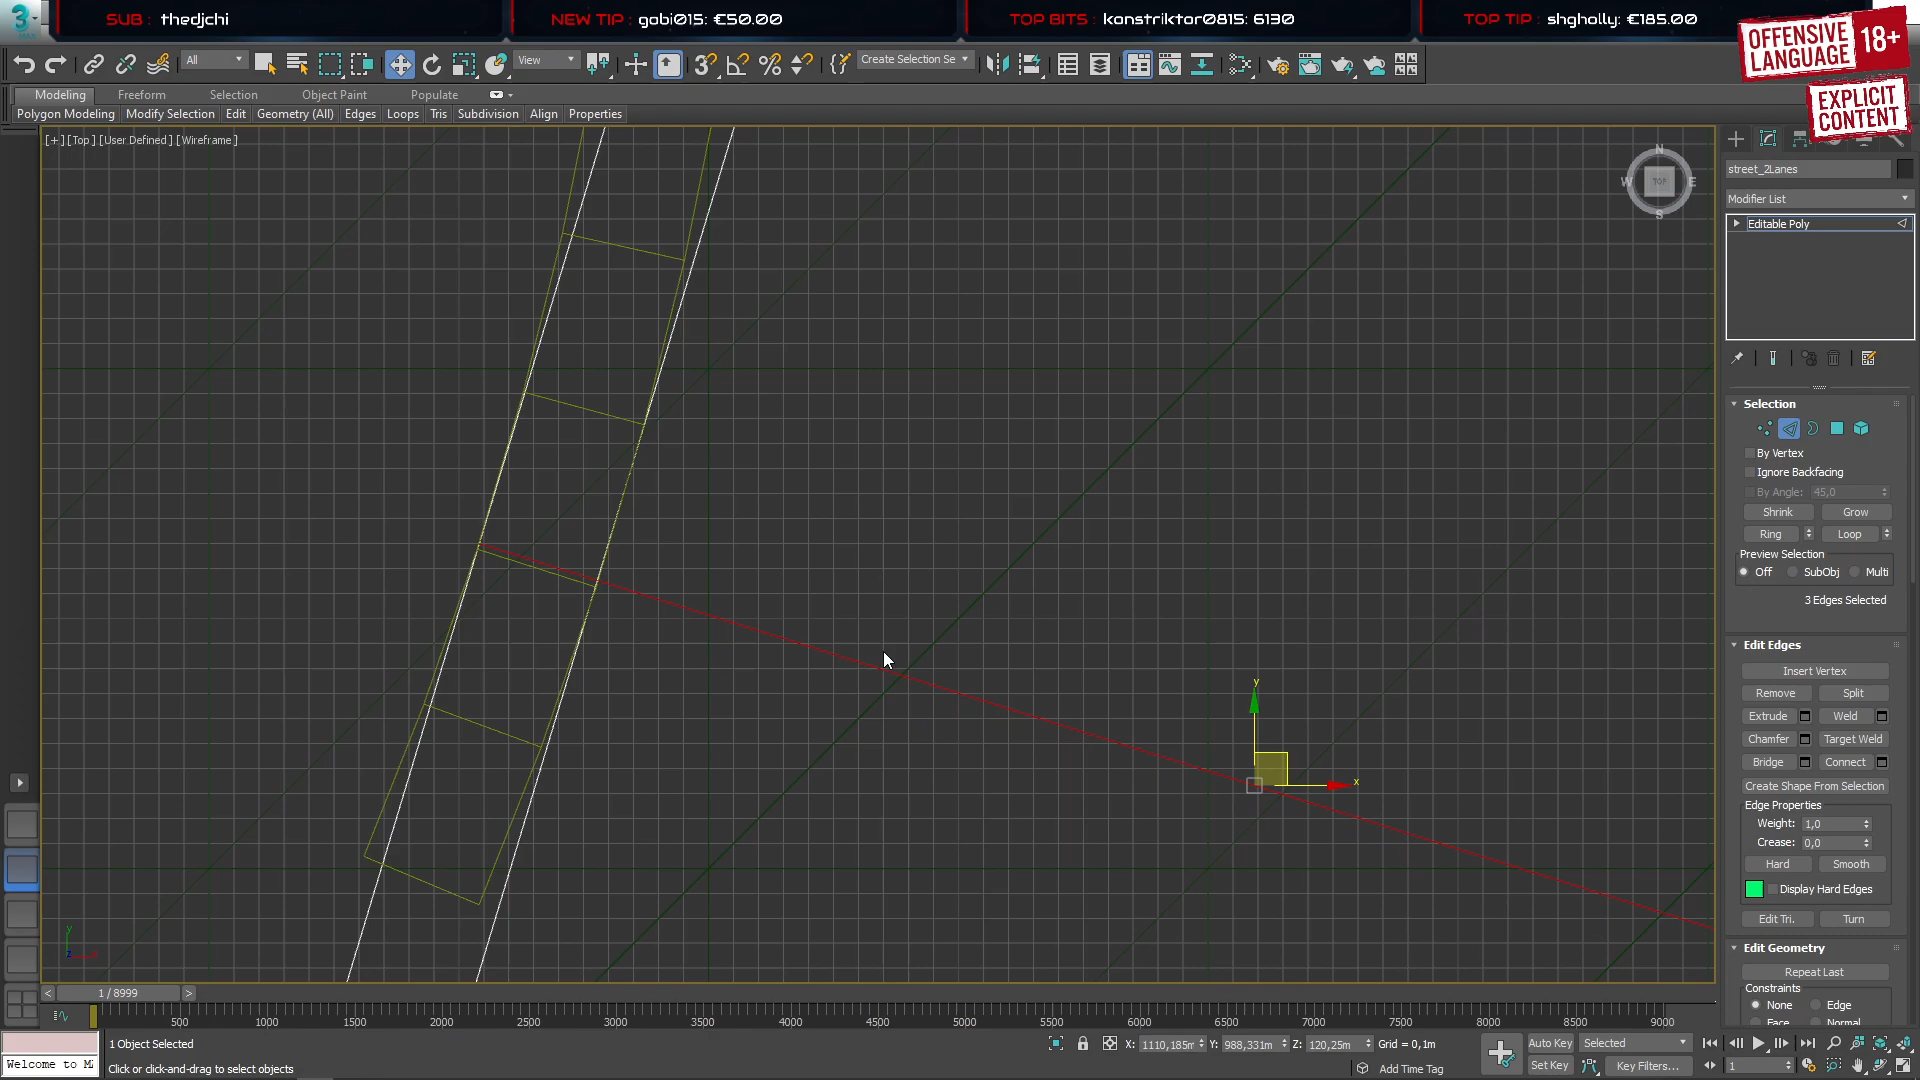 SUB : thedjchi
NEW TIP : gobi015: €50.00
TOP BITS : konstriktor0815: 6130
TOP TIP : shgholly: €185.00
OFFENSIVE LANGUAGE 18+
EXPLICIT CONTENT
3
All
View
Create Selection Se
Modeling
Freeform
Selection
Object Paint
Populate
Polygon Modeling
Modify Selection
Edit
Geometry (All)
Edges
Loops
Tris
Subdivision
Align
Properties
[+] [Top ] [User Defined ] [Wireframe ]
N
W TOP E
S
y
x
y
street_2Lanes
Modifier List
Editable Poly
Selection
By Vertex
Ignore Backfacing
By Angle: 45,0
Shrink
Grow
Ring
Loop
Preview Selection
Off
SubObj
Multi
3 Edges Selected
Edit Edges
Insert Vertex
Remove
Split
Extrude
Weld
Chamfer
Target Weld
Bridge
Connect
Create Shape From Selection
Edge Properties
Weight: 1,0
Crease: 0,0
Hard
Smooth
Display Hard Edges
Edit Tri.
Turn
Edit Geometry
Repeat Last
Constraints
None
Edge
Face
Normal
< 1 / 8999 >
500 1000 1500 2000 2500 3000 3500 4000 4500 5000 5500 6000 6500 7000 7500 8000 8500 9000
1 Object Selected
X: 1110,185m
Y: 988,331m
Z: 120,25m
Grid = 0,1m
Auto Key
Selected
Welcome to M
Click or click-and-drag to select objects
Add Time Tag
Set Key
Key Filters...
1